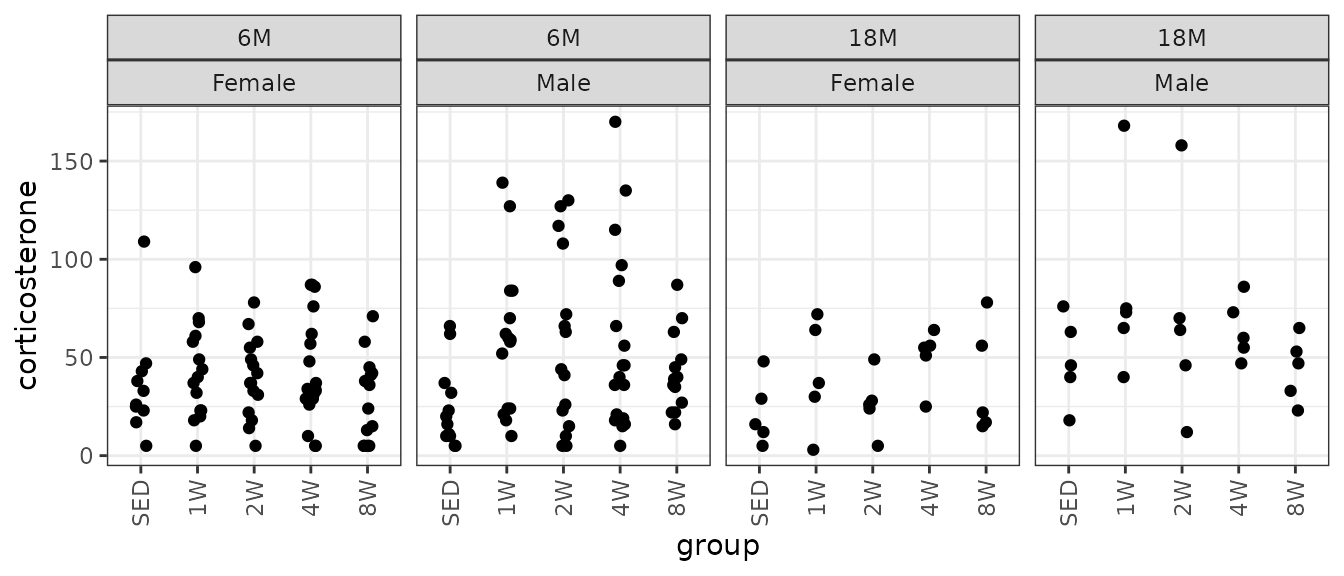 6M 6M 18M 18M
Female Male Female Male
corticosterone
150
100
50
0
SED 1W 2W 4W 8W SED 1W 2W 4W 8W SED 1W 2W 4W 8W SED 1W 2W 4W 8W
group